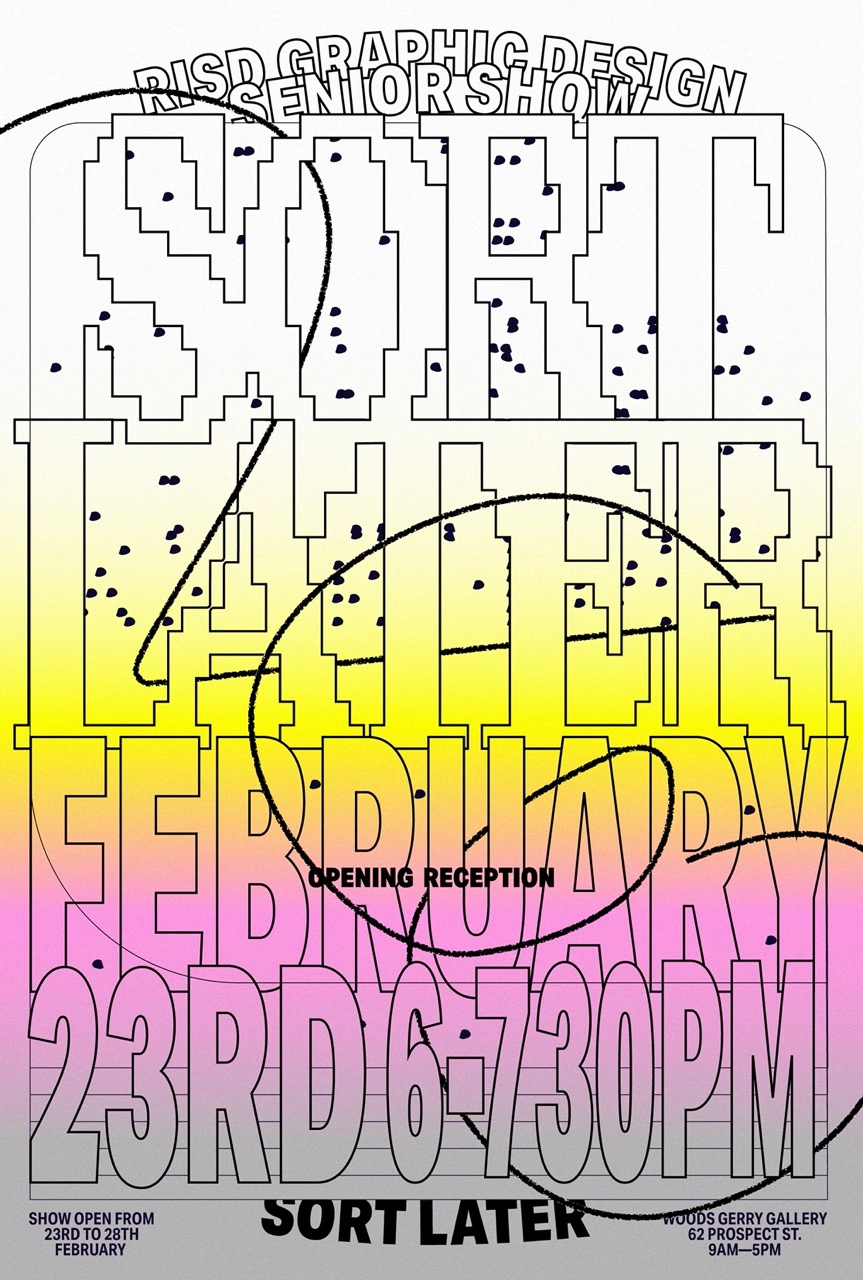 RISD GRAPHIC DESIGN
SENIOR SHOW
SORT
LATER
FEBRUARY
OPENING RECEPTION
23RD 6-730PM
SORT LATER
SHOW OPEN FROM
23RD TO 28TH
FEBRUARY
WOODS GERRY GALLERY
62 PROSPECT ST.
9AM—5PM